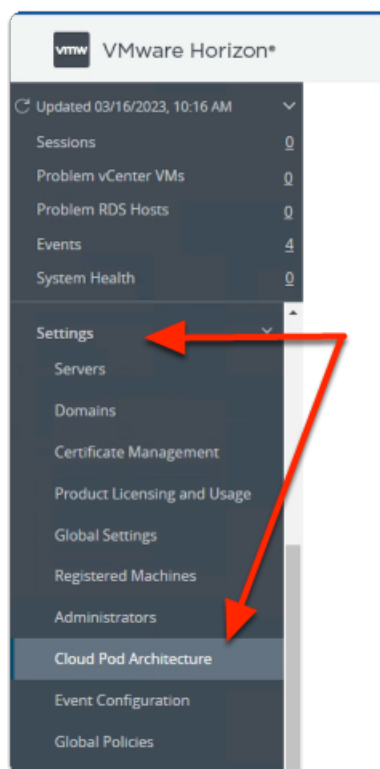 vmw VMware Horizon®
Updated 03/16/2023, 10:16 AM
Sessions 0
Problem vCenter VMs 0
Problem RDS Hosts 0
Events 4
System Health 0
Settings
Servers
Domains
Certificate Management
Product Licensing and Usage
Global Settings
Registered Machines
Administrators
Cloud Pod Architecture
Event Configuration
Global Policies